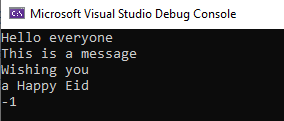 Microsoft Visual Studio Debug Console
Hello everyone
This is a message
Wishing you
a Happy Eid
-1